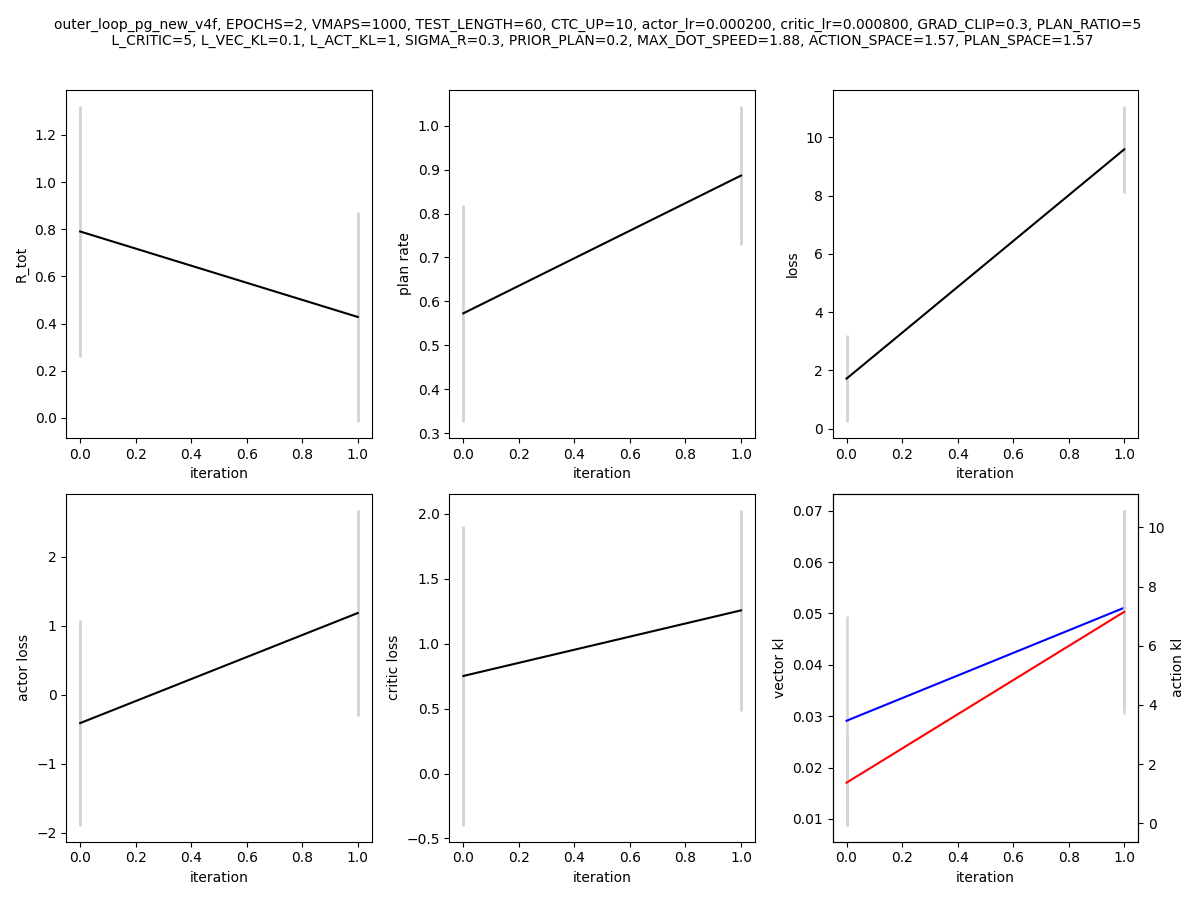 outer_loop_pg_new_v4f, EPOCHS=2, VMAPS=1000, TEST_LENGTH=60, CTC_UP=10, actor_lr=0.000200, critic_lr=0.000800, GRAD_CLIP=0.3, PLAN_RATIO=5
L_CRITIC=5, L_VEC_KL=0.1, L_ACT_KL=1, SIGMA_R=0.3, PRIOR_PLAN=0.2, MAX_DOT_SPEED=1.88, ACTION_SPACE=1.57, PLAN_SPACE=1.57
R_tot
1.2
1.0
0.8
0.6
0.4
0.2
0.0
0.0 0.2 0.4 0.6 0.8 1.0
iteration
plan rate
1.0
0.9
0.8
0.7
0.6
0.5
0.4
0.3
0.0 0.2 0.4 0.6 0.8 1.0
iteration
loss
10
8
6
4
2
0
0.0 0.2 0.4 0.6 0.8 1.0
iteration
actor loss
2
1
0
−1
−2
0.0 0.2 0.4 0.6 0.8 1.0
iteration
critic loss
2.0
1.5
1.0
0.5
0.0
−0.5
0.0 0.2 0.4 0.6 0.8 1.0
iteration
vector kl
0.07
0.06
0.05
0.04
0.03
0.02
0.01
0.0 0.2 0.4 0.6 0.8 1.0
iteration
10
8
6
4
2
0
action kl